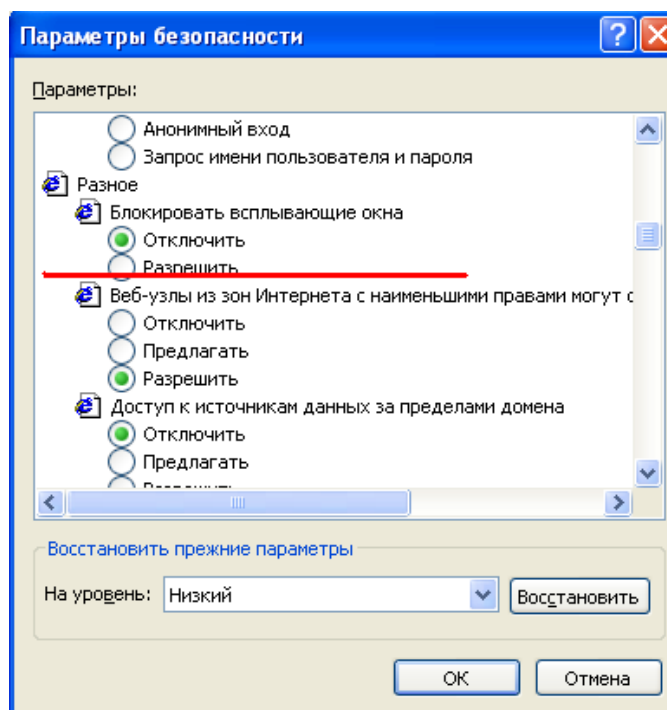 Параметры безопасности
Параметры:
Анонимный вход
Запрос имени пользователя и пароля
Разное
Блокировать всплывающие окна
Отключить
Разрешить
Веб-узлы из зон Интернета с наименьшими правами могут
Отключить
Предлагать
Разрешить
Доступ к источникам данных за пределами домена
Отключить
Предлагать
Восстановить прежние параметры
На уровень: Низкий Восстановить
ОК Отмена